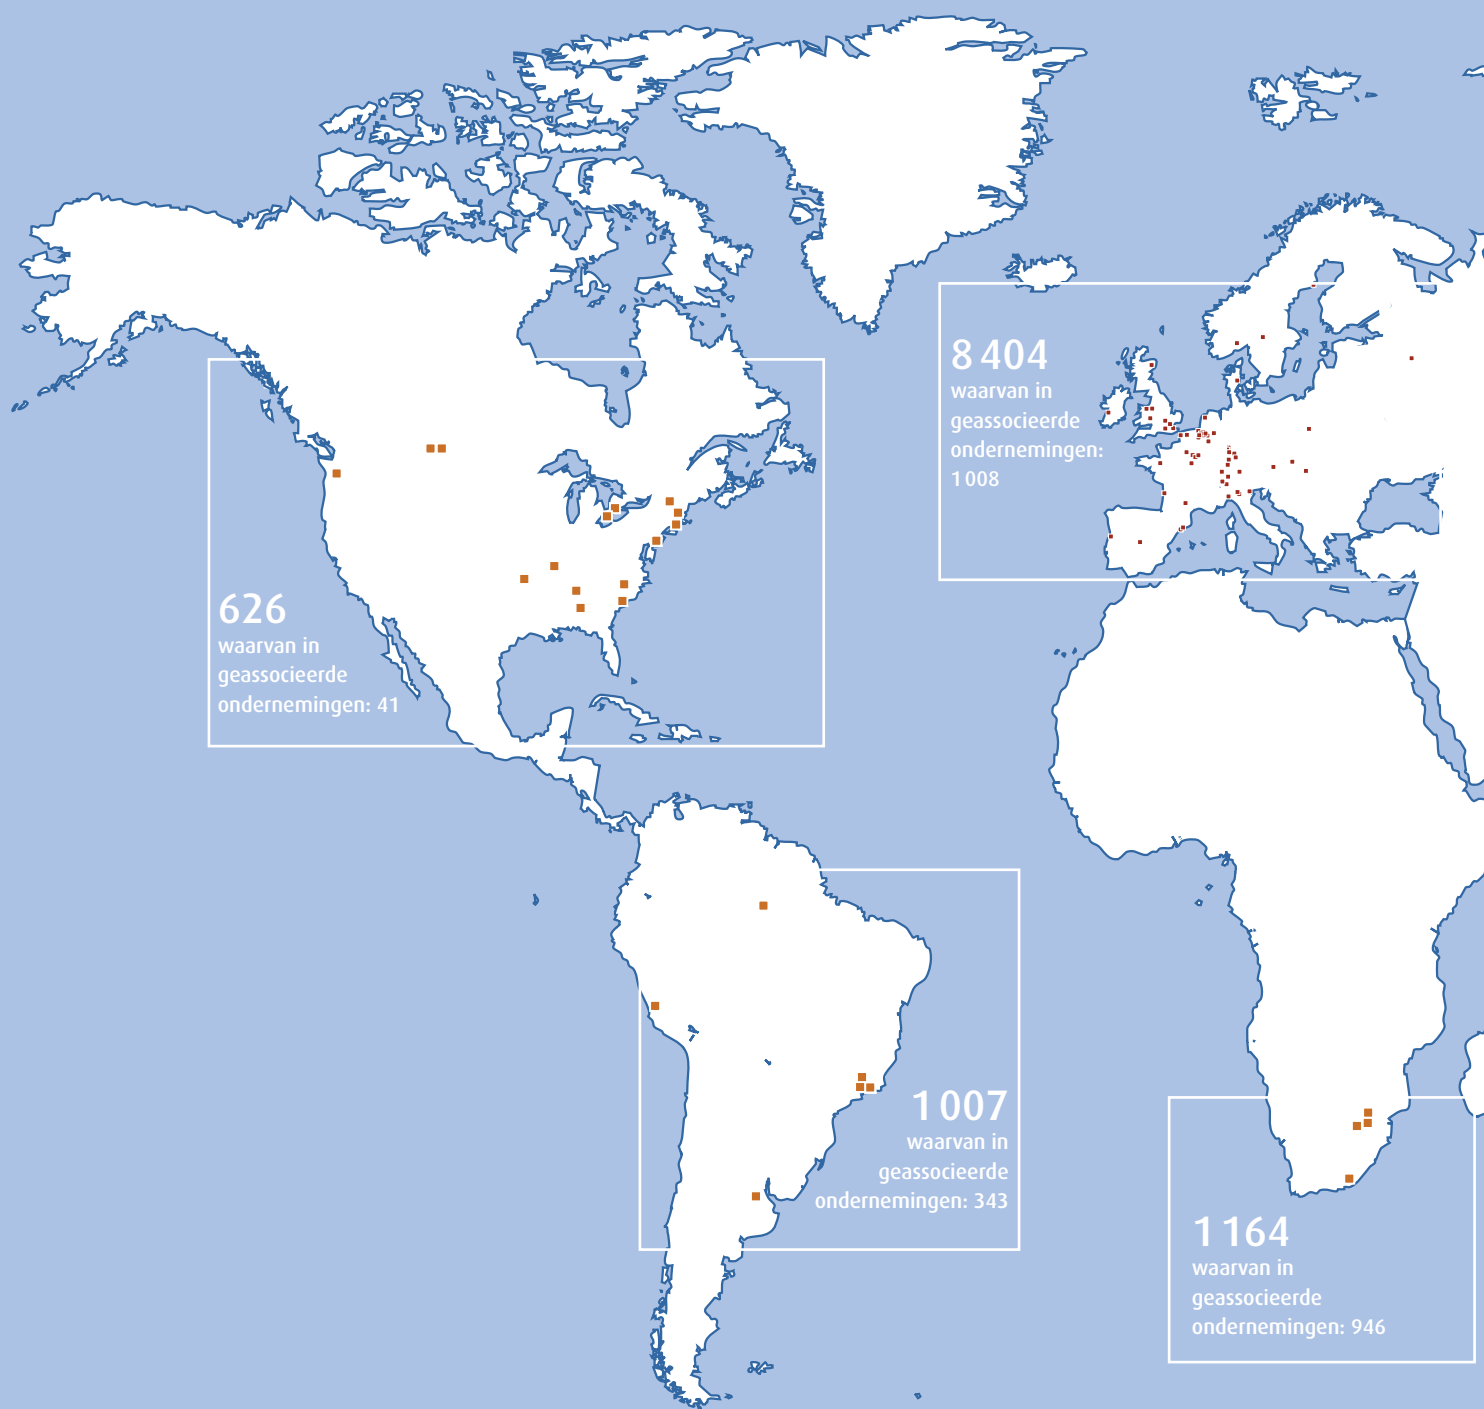 8 404
waarvan in
geassocieerde
ondernemingen:
1 008
626
waarvan in
geassocieerde
ondernemingen: 41
1 007
waarvan in
geassocieerde
ondernemingen: 343
1 164
waarvan in
geassocieerde
ondernemingen: 946